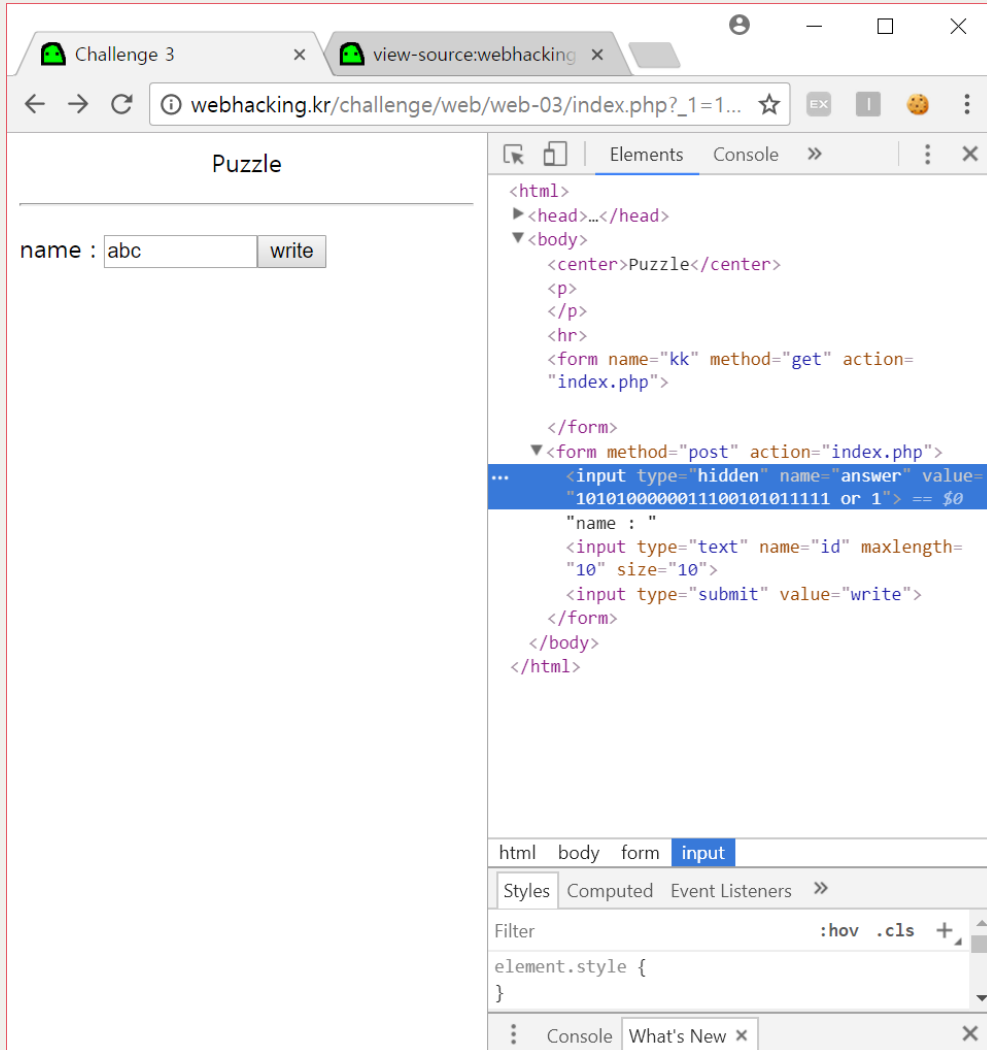 Challenge 3
view-source:webhacking
webhacking.kr/challenge/web/web-03/index.php?_1=1...
EX
Puzzle
name : abc write
Elements Console »
<html>
<head>…</head>
<body>
<center>Puzzle</center>
<p>
</p>
<hr>
<form name="kk" method="get" action=
"index.php">
</form>
<form method="post" action="index.php">
<input type="hidden" name="answer" value=
"1010100000011100101011111 or 1"> == $0
"name : "
<input type="text" name="id" maxlength=
"10" size="10">
<input type="submit" value="write">
</form>
</body>
</html>
html body form input
Styles Computed Event Listeners »
Filter :hov .cls +
element.style {
}
Console What's New